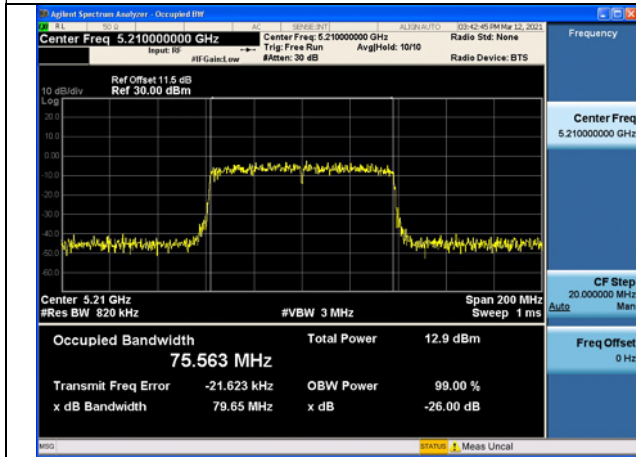 Agilent Spectrum Analyzer - Occupied BW
RL 50 Ω AC SENSE:INT ALIGN AUTO 03:42:45 PM Mar 12, 2021
Center Freq 5.210000000 GHz Center Freq: 5.210000000 GHz Radio Std: None
Input: RF Trig: Free Run Avg|Hold: 10/10
#IFGain:Low #Atten: 30 dB Radio Device: BTS
Frequency
Ref Offset 11.5 dB
10 dB/div Ref 30.00 dBm
Log
20.0
10.0
0.00
-10.0
-20.0
-30.0
-40.0
-50.0
-60.0
Center Freq
5.210000000 GHz
Center 5.21 GHz Span 200 MHz
#Res BW 820 kHz #VBW 3 MHz Sweep 1 ms
CF Step
20.000000 MHz
Auto Man
Occupied Bandwidth Total Power 12.9 dBm
75.563 MHz
Transmit Freq Error -21.623 kHz OBW Power 99.00 %
x dB Bandwidth 79.65 MHz x dB -26.00 dB
Freq Offset
0 Hz
MSG STATUS Meas Uncal